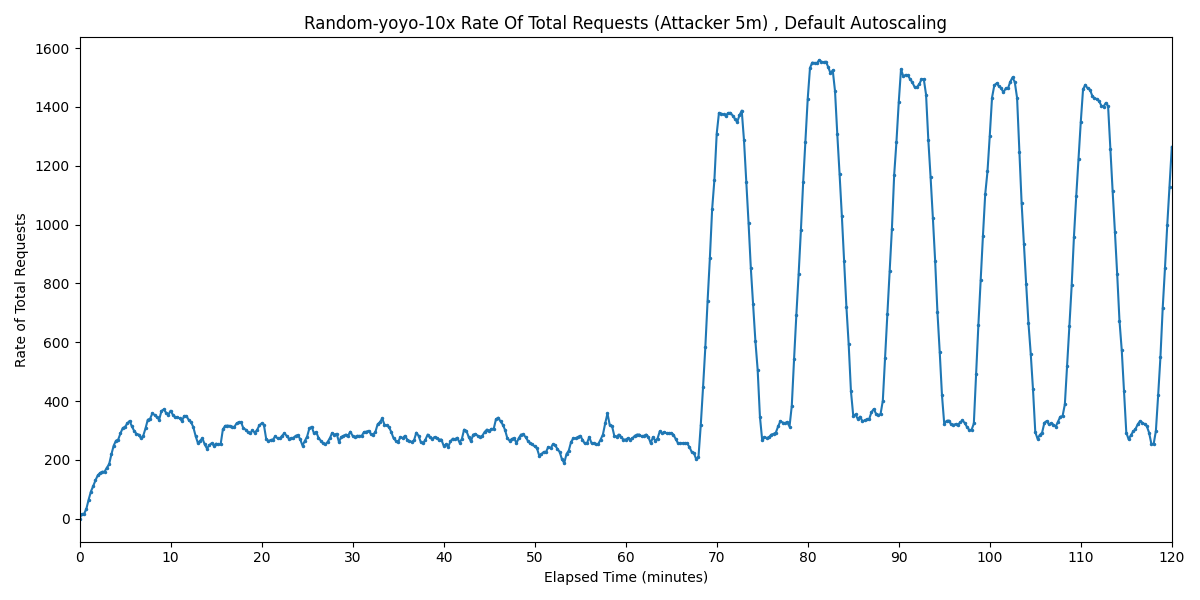 Random-yoyo-10x Rate Of Total Requests (Attacker 5m) , Default Autoscaling
1600
1400
1200
1000
800
600
400
200
0
Rate of Total Requests
0 10 20 30 40 50 60 70 80 90 100 110 120
Elapsed Time (minutes)